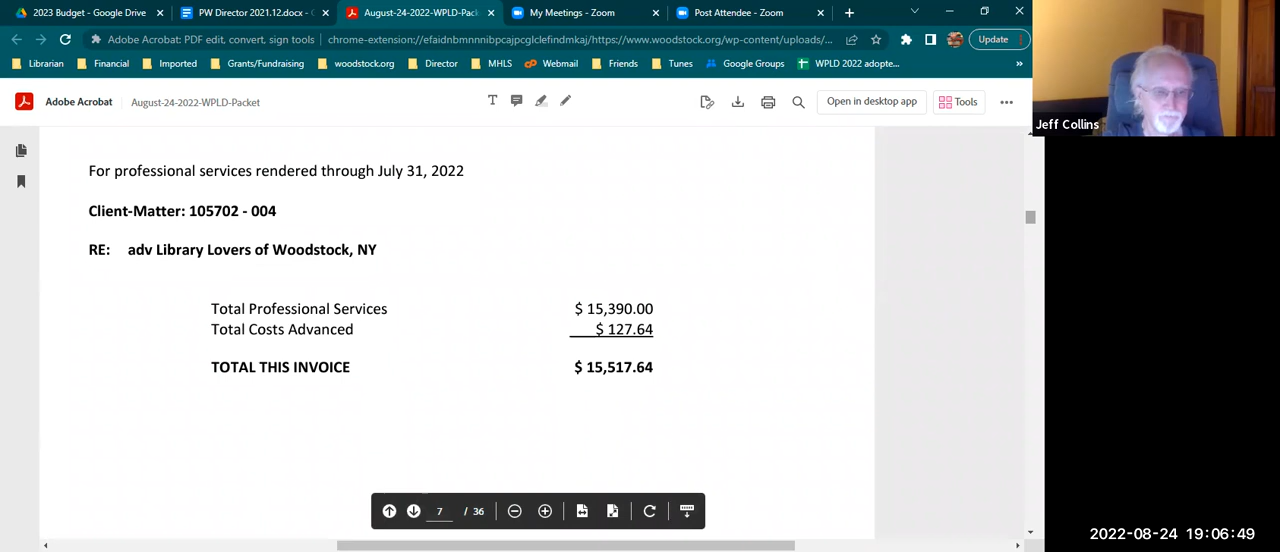 2023 Budget - Google Drive
PW Director 2021.12.docx -
August-24-2022-WPLD-Pack
My Meetings - Zoom
Post Attendee - Zoom
Adobe Acrobat: PDF edit, convert, sign tools | chrome-extension://efaidnbmnnnibpcajpcglclefindmkaj/https://www.woodstock.org/wp-content/uploads/...
Update
Librarian
Financial
Imported
Grants/Fundraising
woodstock.org
Director
MHLS
Webmail
Friends
Tunes
Google Groups
WPLD 2022 adopte...
»
Adobe Acrobat
August-24-2022-WPLD-Packet
Open in desktop app
Tools
Jeff Collins
For professional services rendered through July 31, 2022
Client-Matter: 105702 - 004
RE: adv Library Lovers of Woodstock, NY
Total Professional Services $ 15,390.00
Total Costs Advanced $ 127.64
TOTAL THIS INVOICE $ 15,517.64
7 / 36
2022-08-24 19:06:49